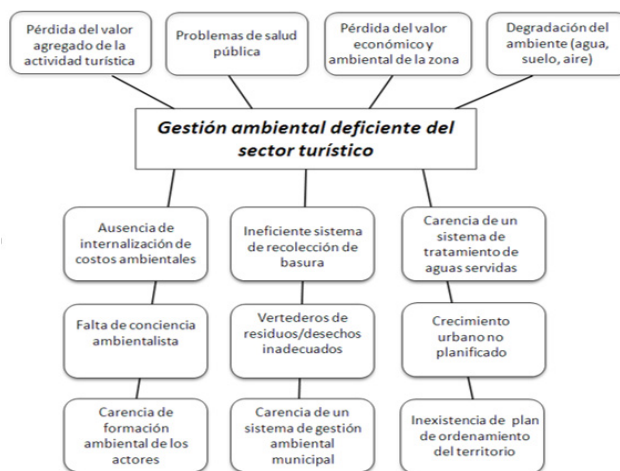 Pérdida del valor
agregado de la
actividad turística
Problemas de salud
pública
Pérdida del valor
económico y
ambiental de la zona
Degradación del
ambiente (agua,
suelo, aire)
Gestión ambiental deficiente del
sector turístico
Ausencia de
internalización de
costos ambientales
Ineficiente sistema
de recolección de
basura
Carencia de un
sistema de
tratamiento de
aguas servidas
Falta de conciencia
ambientalista
Vertederos de
residuos/desechos
inadecuados
Crecimiento
urbano no
planificado
Carencia de
formación
ambiental de los
actores
Carencia de un
sistema de gestión
ambiental
municipal
Inexistencia de plan
de ordenamiento
del territorio